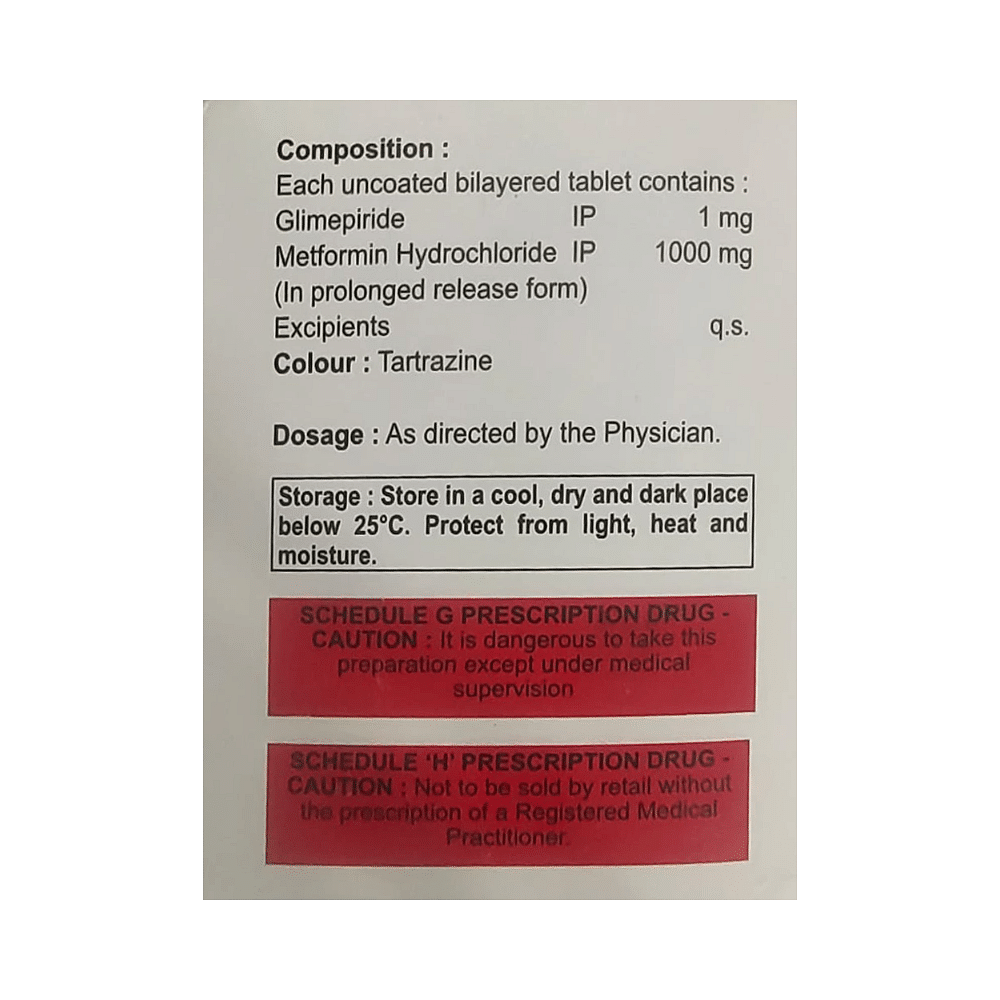 Composition :
Each uncoated bilayered tablet contains :
Glimepiride IP 1 mg
Metformin Hydrochloride IP 1000 mg
(In prolonged release form)
Excipients q.s.
Colour : Tartrazine
Dosage : As directed by the Physician.
Storage : Store in a cool, dry and dark place
below 25°C. Protect from light, heat and
moisture.
SCHEDULE G PRESCRIPTION DRUG -
CAUTION : It is dangerous to take this
preparation except under medical
supervision
SCHEDULE 'H' PRESCRIPTION DRUG -
CAUTION : Not to be sold by retail without
the prescription of a Registered Medical
Practitioner.